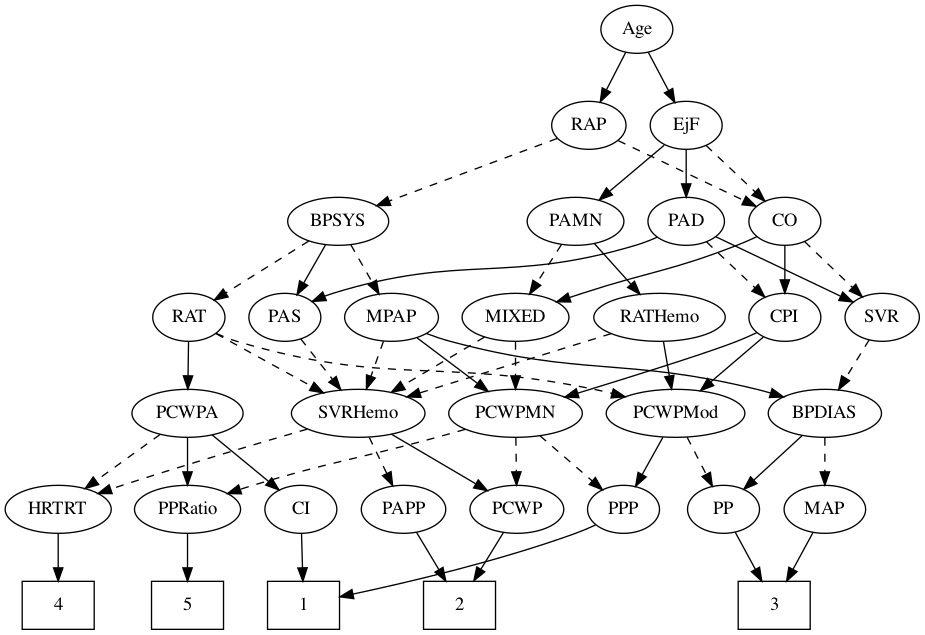 Age
RAP EjF
BPSYS PAMN PAD CO
RAT PAS MPAP MIXED RATHemo CPI SVR
PCWPA SVRHemo PCWPMN PCWPMod BPDIAS
HRTRT PPRatio CI PAPP PCWP PPP PP MAP
4 5 1 2 3